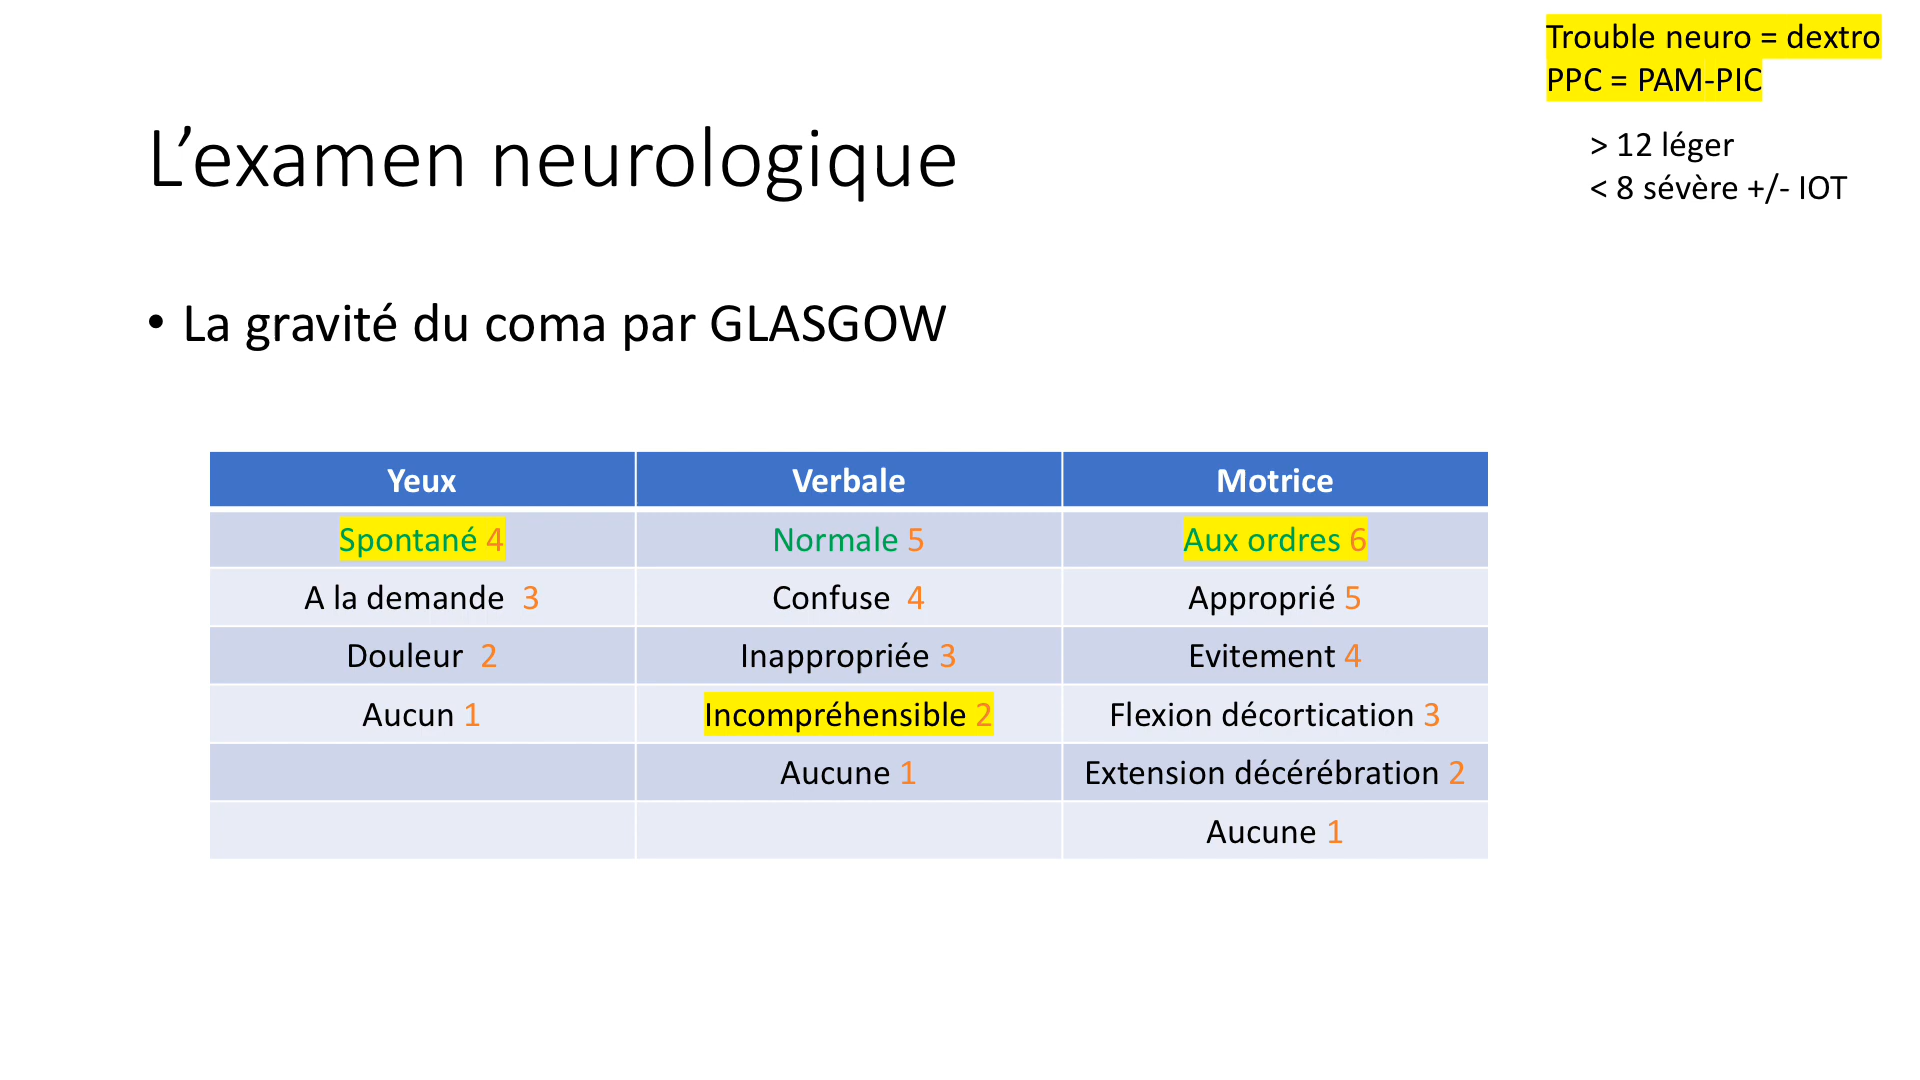 Trouble neuro = dextro
PPC = PAM-PIC
> 12 léger
< 8 sévère +/- IOT
L’examen neurologique
• La gravité du coma par GLASGOW
Yeux Verbale Motrice
Spontané 4 Normale 5 Aux ordres 6
A la demande 3 Confuse 4 Approprié 5
Douleur 2 Inappropriée 3 Evitement 4
Aucun 1 Incompréhensible 2 Flexion décortication 3
Aucune 1 Extension décérébration 2
Aucune 1